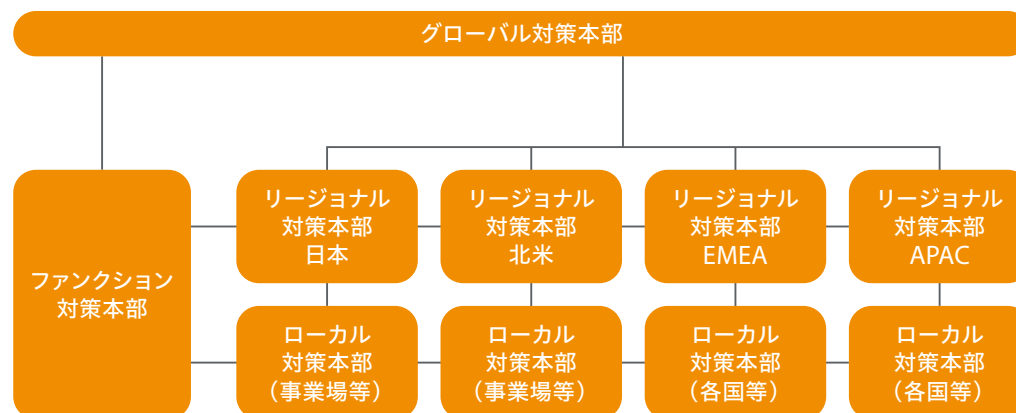 グローバル対策本部
ファンクション
対策本部
リージョナル
対策本部
日本
リージョナル
対策本部
北米
リージョナル
対策本部
EMEA
リージョナル
対策本部
APAC
ローカル
対策本部
（事業場等）
ローカル
対策本部
（事業場等）
ローカル
対策本部
（各国等）
ローカル
対策本部
（各国等）